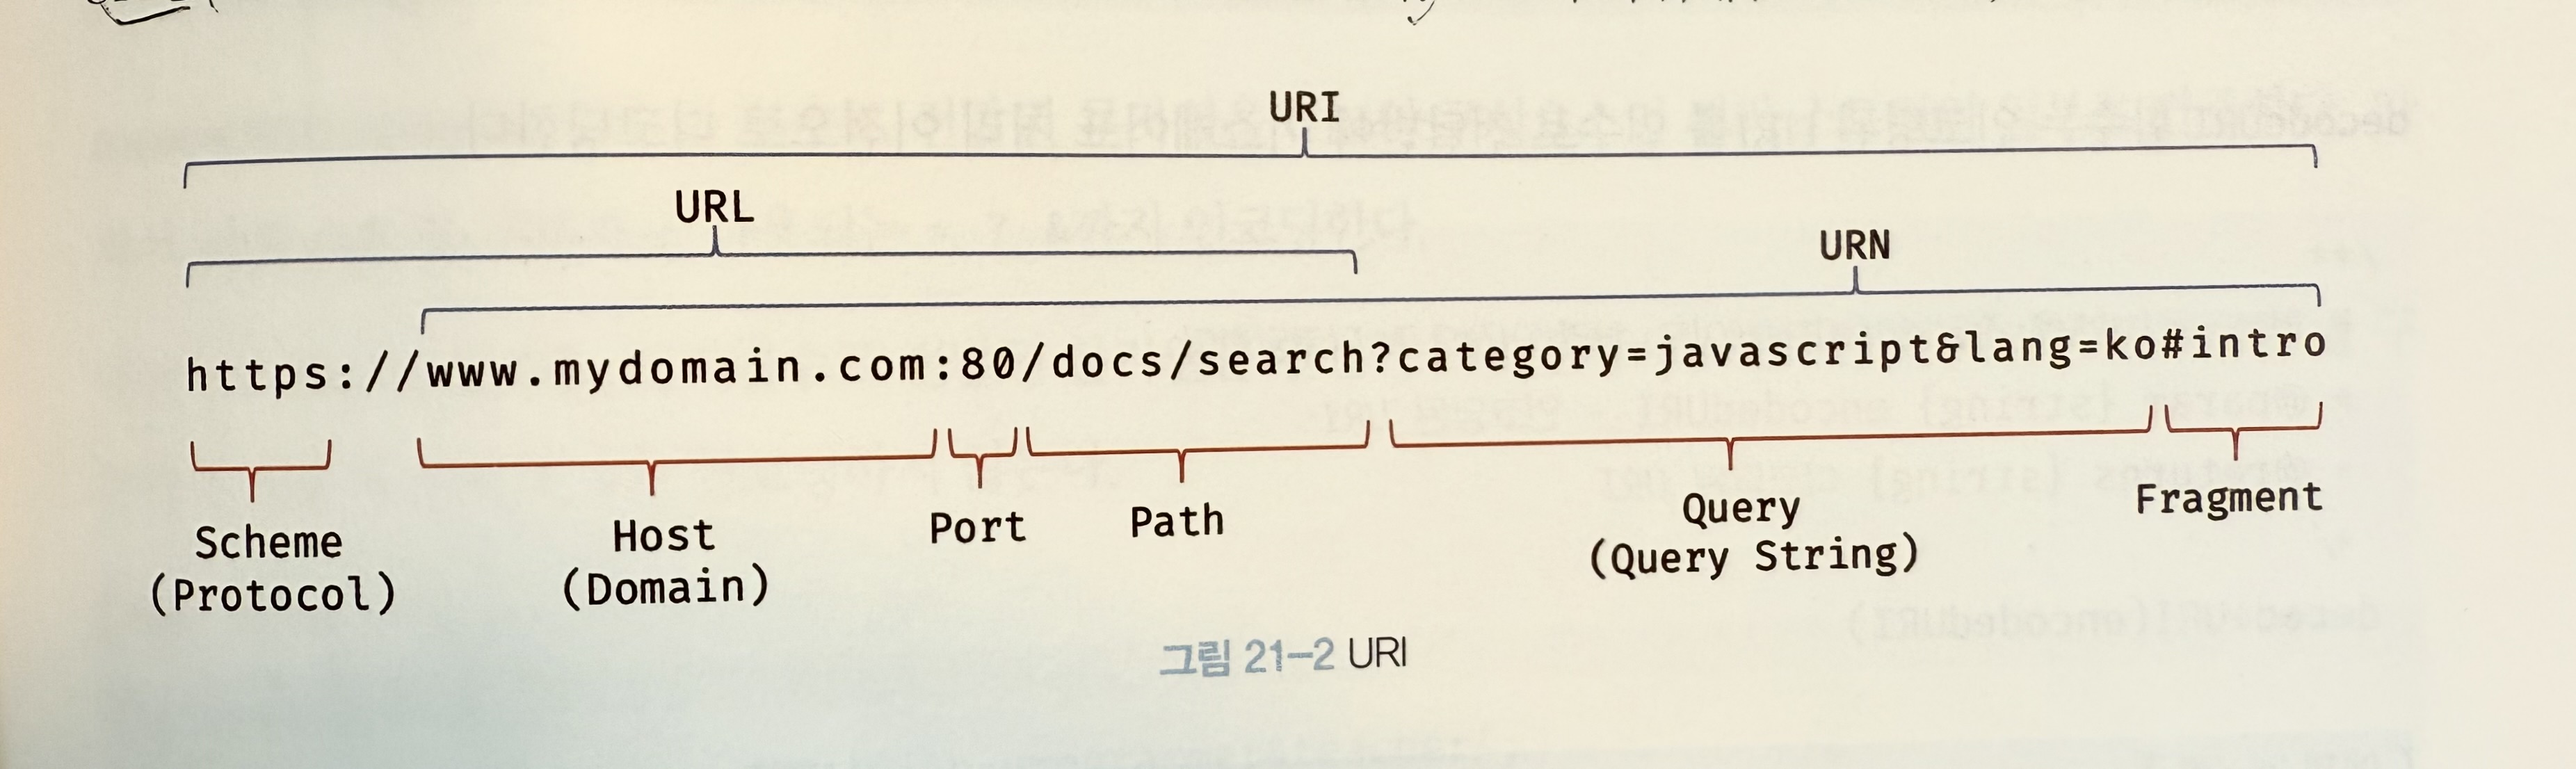 URI
URL
URN
https://www.mydomain.com:80/docs/search?category=javascript&lang=ko#intro
Scheme
(Protocol)
Host
(Domain)
Port
Path
Query
(Query String)
Fragment
그림 21-2 URI